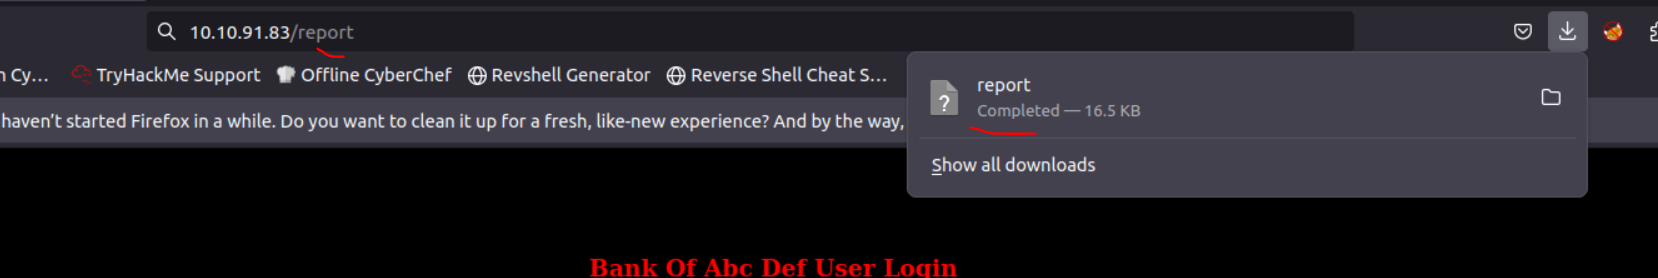 10.10.91.83/report
n Cy... TryHackMe Support Offline CyberChef Revshell Generator Reverse Shell Cheat S...
report
Completed — 16.5 KB
haven't started Firefox in a while. Do you want to clean it up for a fresh, like-new experience? And by the way,
Show all downloads
Bank Of Abc Def User Login